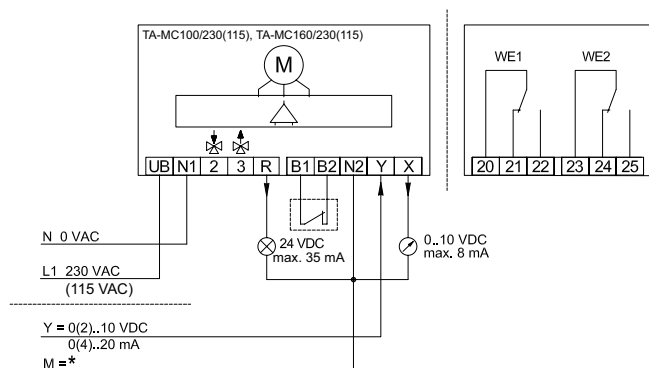 TA-MC100/230(115), TA-MC160/230(115)
M
WE1 WE2
UB N1 2 3 R B1 B2 N2 Y X
20 21 22 23 24 25
N 0 VAC
24 VDC
max. 35 mA
0..10 VDC
max. 8 mA
L1 230 VAC
(115 VAC)
Y = 0(2)..10 VDC
0(4)..20 mA
M =*